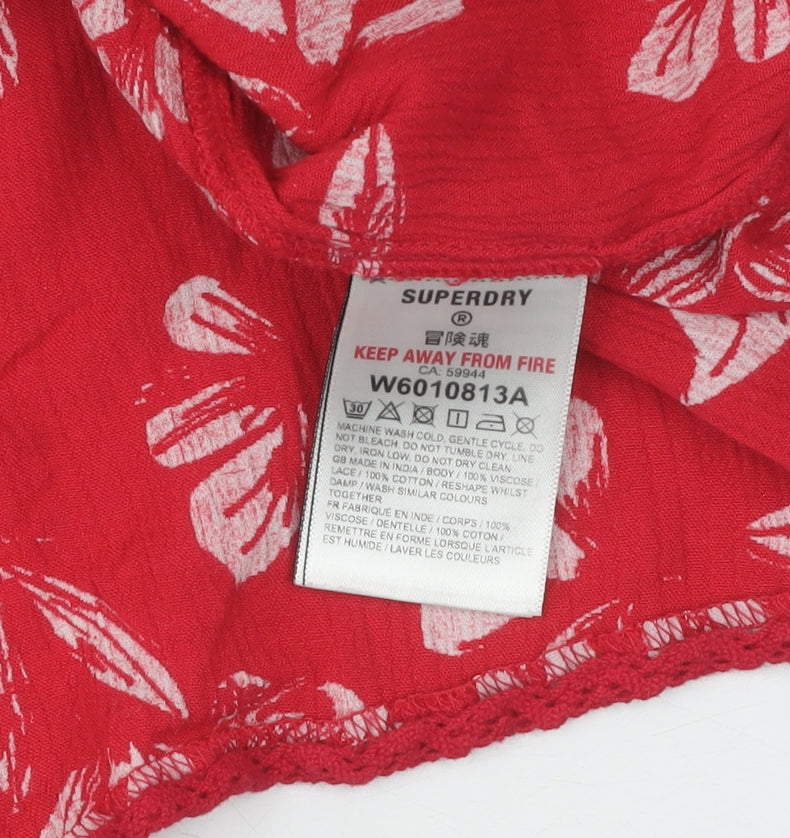 SUPERDRY
®
冒険魂
KEEP AWAY FROM FIRE
CA: 59944
W6010813A
30
MACHINE WASH COLD, GENTLE CYCLE, DO
NOT BLEACH, DO NOT TUMBLE DRY, LINE
DRY, IRON LOW, DO NOT DRY CLEAN
GB MADE IN INDIA / BODY / 100% VISCOSE /
LACE / 100% COTTON / RESHAPE WHILST
DAMP / WASH SIMILAR COLOURS
TOGETHER
FR FABRIQUÉ EN INDE / CORPS / 100%
VISCOSE / DENTELLE / 100% COTON /
REMETTRE EN FORME LORSQUE L'ARTICLE
EST HUMIDE / LAVER LES COULEURS